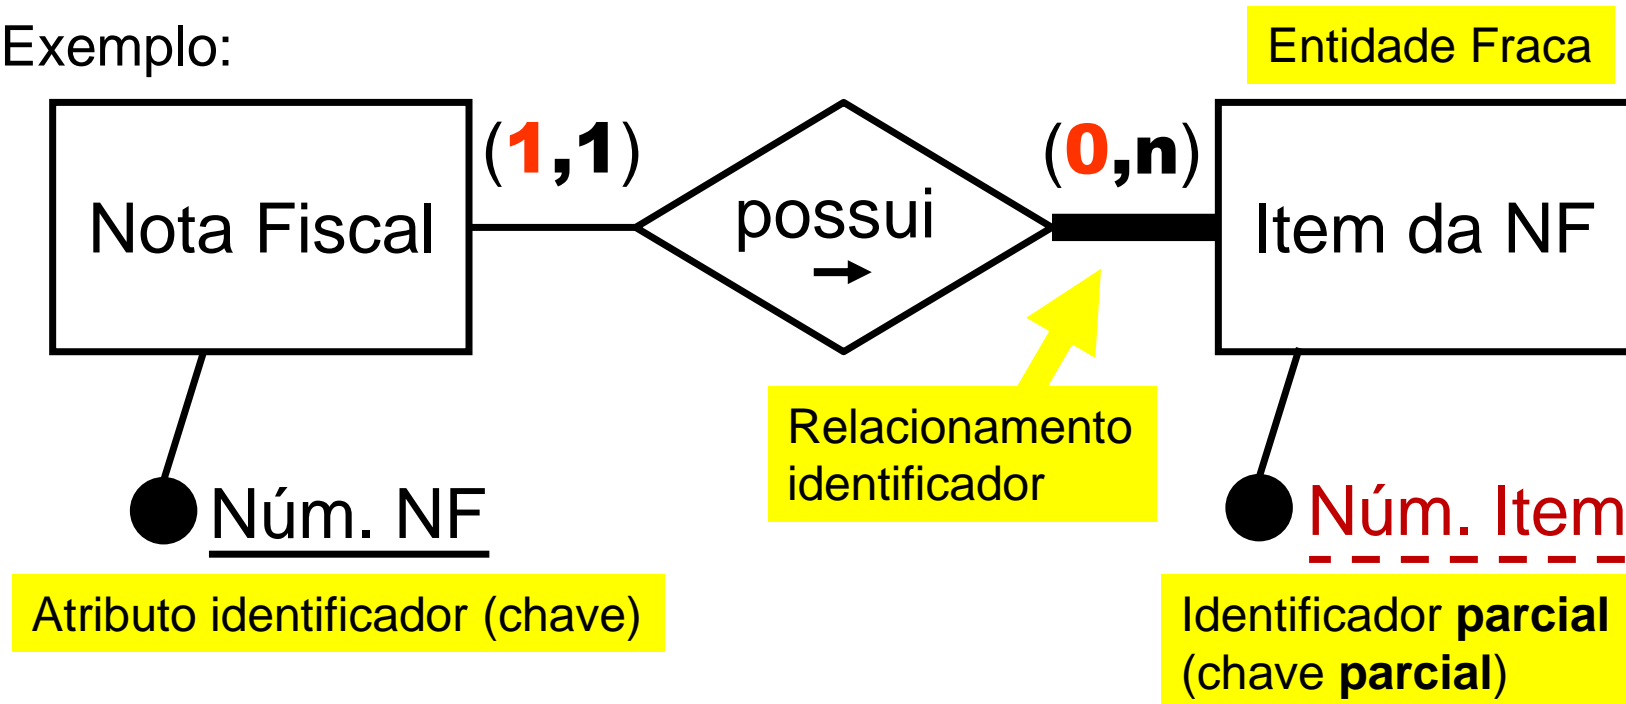 Exemplo:
Entidade Fraca
Nota Fiscal
(1,1)
possui
(0,n)
Item da NF
Relacionamento
identificador
Núm. NF
Núm. Item
Atributo identificador (chave)
Identificador parcial
(chave parcial)